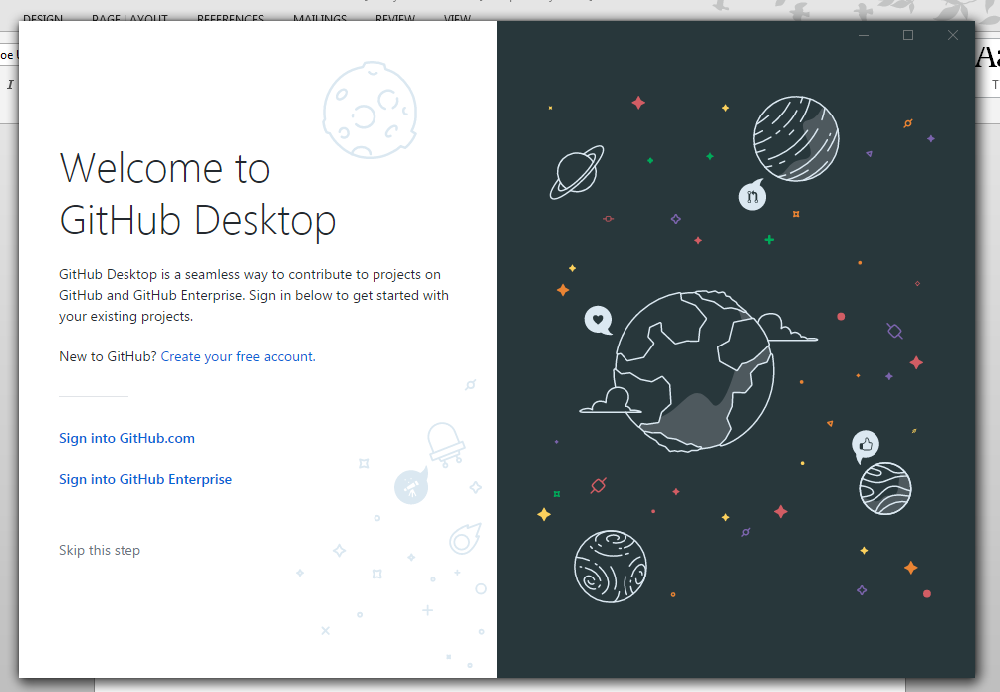 DESIGN PAGE LAYOUT REFERENCES MAILINGS REVIEW VIEW
Welcome to
GitHub Desktop
GitHub Desktop is a seamless way to contribute to projects on
GitHub and GitHub Enterprise. Sign in below to get started with
your existing projects.
New to GitHub? Create your free account.
Sign into GitHub.com
Sign into GitHub Enterprise
Skip this step